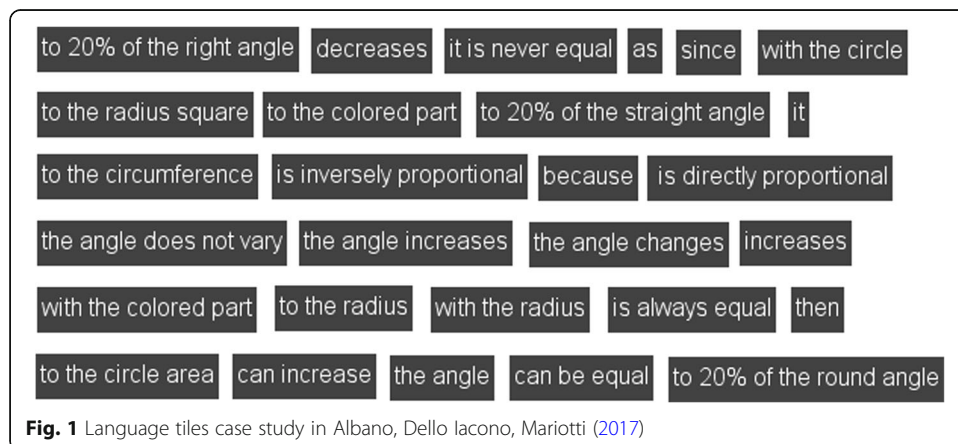 to 20% of the right angle decreases it is never equal as since with the circle
to the radius square to the colored part to 20% of the straight angle it
to the circumference is inversely proportional because is directly proportional
the angle does not vary the angle increases the angle changes increases
with the colored part to the radius with the radius is always equal then
to the circle area can increase the angle can be equal to 20% of the round angle
Fig. 1 Language tiles case study in Albano, Dello Iacono, Mariotti (2017)